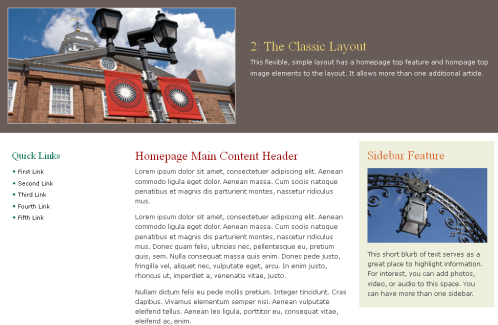 2: The Classic Layout
This flexible, simple layout has a homepage top feature and hompage top
image elements to the layout. It allows more than one additional article.
Quick Links
First Link
Second Link
Third Link
Fourth Link
Fifth Link
Homepage Main Content Header
Lorem ipsum dolor sit amet, consectetuer adipiscing elit. Aenean
commodo ligula eget dolor. Aenean massa. Cum sociis natoque
penatibus et magnis dis parturient montes, nascetur ridiculus
mus.
Lorem ipsum dolor sit amet, consectetuer adipiscing elit. Aenean
commodo ligula eget dolor. Aenean massa. Cum sociis natoque
penatibus et magnis dis parturient montes, nascetur ridiculus
mus. Donec quam felis, ultricies nec, pellentesque eu, pretium
quis, sem. Nulla consequat massa quis enim. Donec pede justo,
fringilla vel, aliquet nec, vulputate eget, arcu. In enim justo,
rhoncus ut, imperdiet a, venenatis vitae, justo.
Nullam dictum felis eu pede mollis pretium. Integer tincidunt. Cras
dapibus. Vivamus elementum semper nisi. Aenean vulputate
eleifend tellus. Aenean leo ligula, porttitor eu, consequat vitae,
eleifend ac, enim.
Sidebar Feature
This short blurb of text serves as a
great place to highlight information.
For interest, you can add photos,
video, or audio to this space. You
can have more than one sidebar.